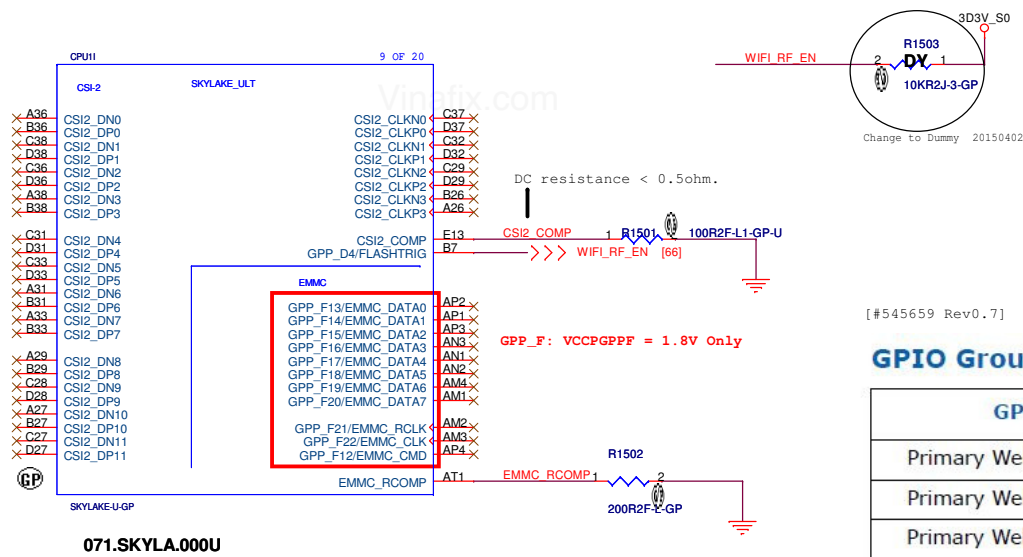 CPU1I 9 OF 20
CSI-2 SKYLAKE_ULT
Vinafix.com
A36 CSI2_DN0 CSI2_CLKN0 C37
B36 CSI2_DP0 CSI2_CLKP0 D37
C38 CSI2_DN1 CSI2_CLKN1 C32
D38 CSI2_DP1 CSI2_CLKP1 D32
C36 CSI2_DN2 CSI2_CLKN2 C29
D36 CSI2_DP2 CSI2_CLKP2 D29
A38 CSI2_DN3 CSI2_CLKN3 B26
B38 CSI2_DP3 CSI2_CLKP3 A26
C31 CSI2_DN4 CSI2_COMP E13
D31 CSI2_DP4 GPP_D4/FLASHTRIG B7
C33 CSI2_DN5
D33 CSI2_DP5
A31 CSI2_DN6 EMMC
B31 CSI2_DP6 GPP_F13/EMMC_DATA0 AP2
A33 CSI2_DN7 GPP_F14/EMMC_DATA1 AP1
B33 CSI2_DP7 GPP_F15/EMMC_DATA2 AP3
GPP_F16/EMMC_DATA3 AN3
A29 CSI2_DN8 GPP_F17/EMMC_DATA4 AN1
B29 CSI2_DP8 GPP_F18/EMMC_DATA5 AN2
C28 CSI2_DN9 GPP_F19/EMMC_DATA6 AM4
D28 CSI2_DP9 GPP_F20/EMMC_DATA7 AM1
A27 CSI2_DN10
B27 CSI2_DP10 GPP_F21/EMMC_RCLK AM2
C27 CSI2_DN11 GPP_F22/EMMC_CLK AM3
D27 CSI2_DP11 GPP_F12/EMMC_CMD AP4
GP
EMMC_RCOMP AT1
SKYLAKE-U-GP
071.SKYLA.000U
DC resistance < 0.5ohm.
CSI2_COMP 1 R1501 100R2F-L1-GP-U
WIFI_RF_EN [66]
GPP_F: VCCPGPPF = 1.8V Only
R1502
EMMC_RCOMP 1 2
200R2F-L-GP
3D3V_S0
R1503
WIFI_RF_EN 2 DY 1
10KR2J-3-GP
Change to Dummy 20150402
[#545659 Rev0.7]
GPIO Grou
GP
Primary We
Primary We
Primary We